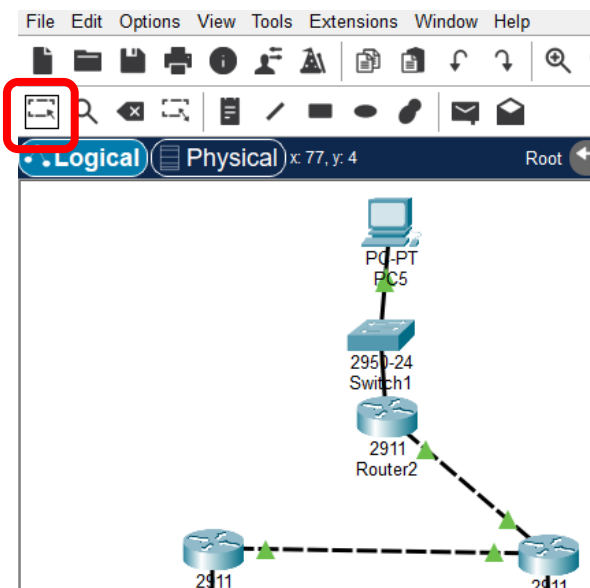 File Edit Options View Tools Extensions Window Help
Logical Physical x: 77, y: 4 Root
PC-PT
PC5
2950-24
Switch1
2911
Router2
2911
2911